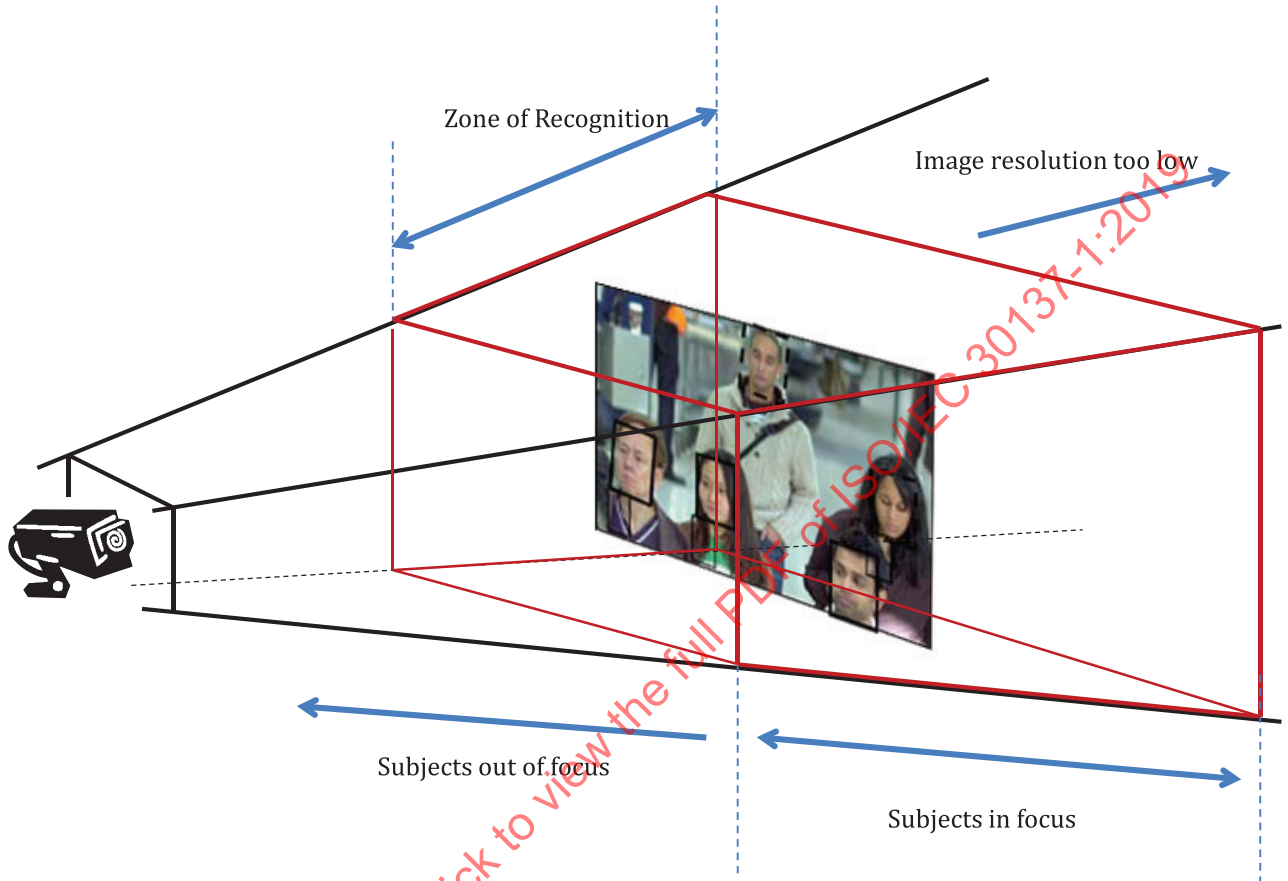 Zone of Recognition
Image resolution too low
Subjects out of focus
Subjects in focus
ick to view the full PDF of ISO/IEC 30137-1:2019